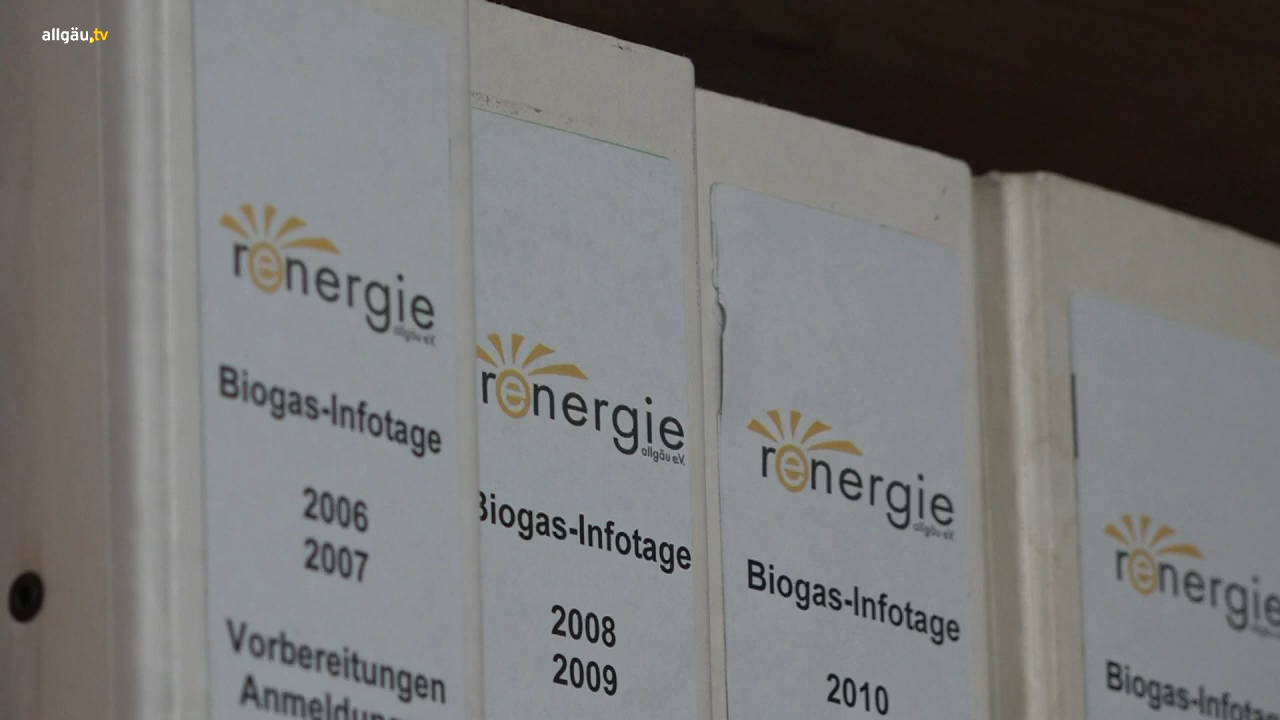 allgäu.tv
renergie
allgäu e.V.
Biogas-Infotage
2006
2007
Vorbereitungen
renergie
allgäu e.V.
Biogas-Infotage
2008
2009
renergie
allgäu e.V.
Biogas-Infotage
2010
renergie